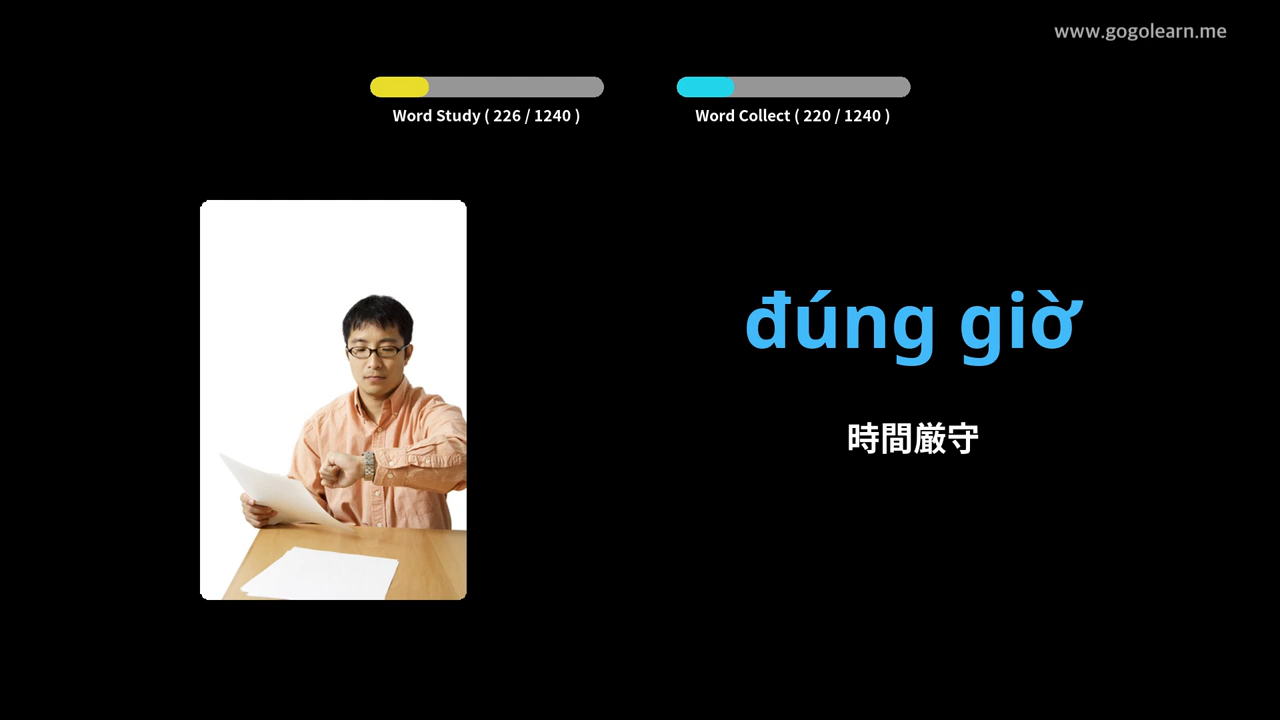 www.gogolearn.me
Word Study ( 226 / 1240 )
Word Collect ( 220 / 1240 )
đúng giờ
時間厳守